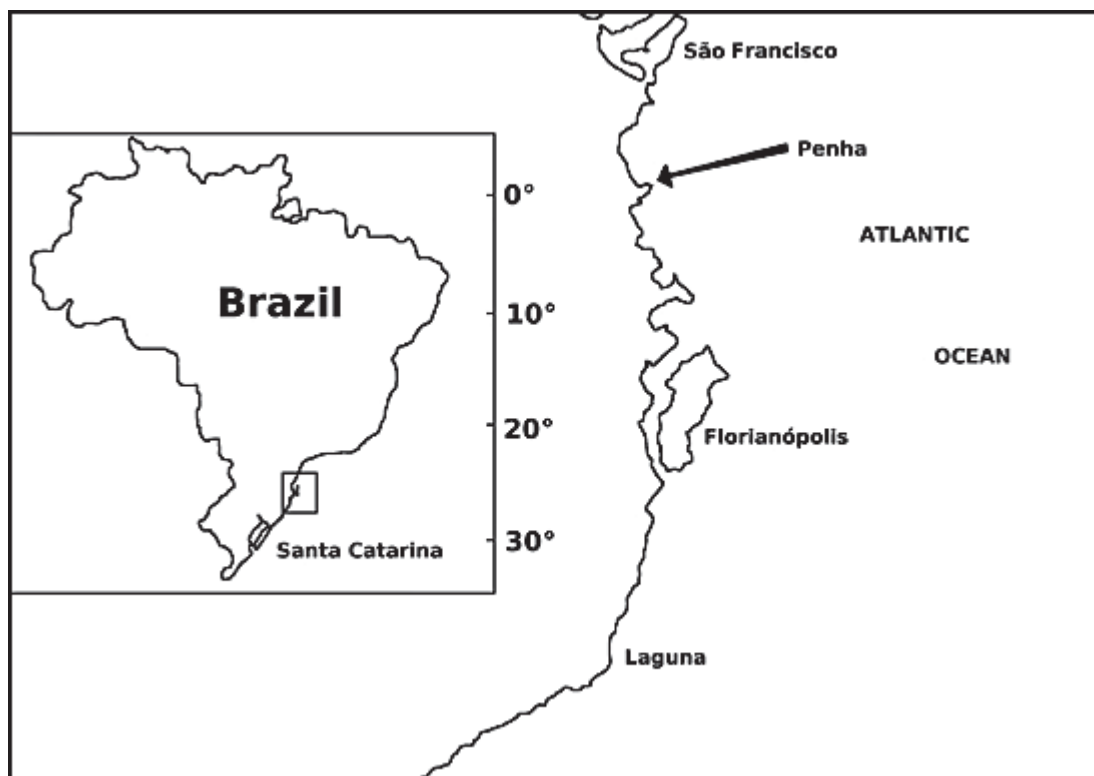 São Francisco
Penha
0°
ATLANTIC
Brazil
10°
OCEAN
20°
Florianópolis
30°
Santa Catarina
Laguna